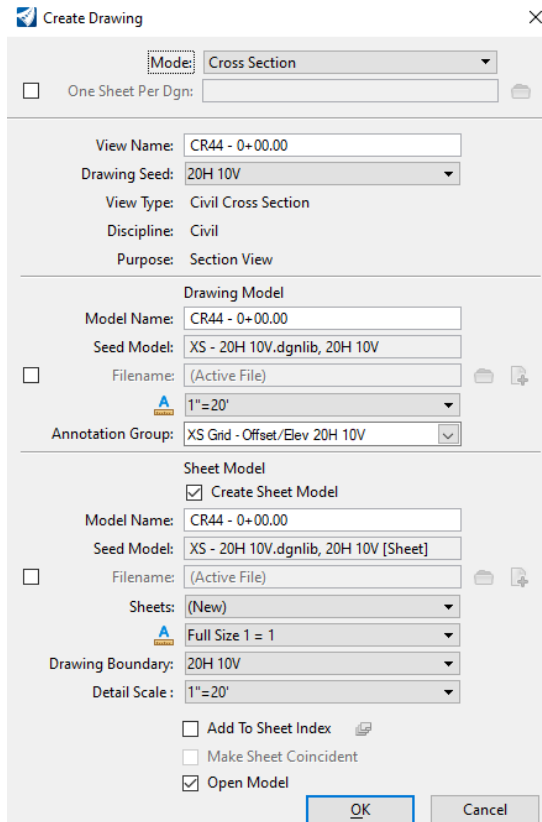 Create Drawing
Mode: Cross Section
One Sheet Per Dgn:
View Name: CR44 - 0+00.00
Drawing Seed: 20H 10V
View Type: Civil Cross Section
Discipline: Civil
Purpose: Section View
Drawing Model
Model Name: CR44 - 0+00.00
Seed Model: XS - 20H 10V.dgnlib, 20H 10V
Filename: (Active File)
A 1"=20'
Annotation Group: XS Grid - Offset/Elev 20H 10V
Sheet Model
Create Sheet Model
Model Name: CR44 - 0+00.00
Seed Model: XS - 20H 10V.dgnlib, 20H 10V [Sheet]
Filename: (Active File)
Sheets: (New)
A Full Size 1 = 1
Drawing Boundary: 20H 10V
Detail Scale : 1"=20'
Add To Sheet Index
Make Sheet Coincident
Open Model
OK Cancel